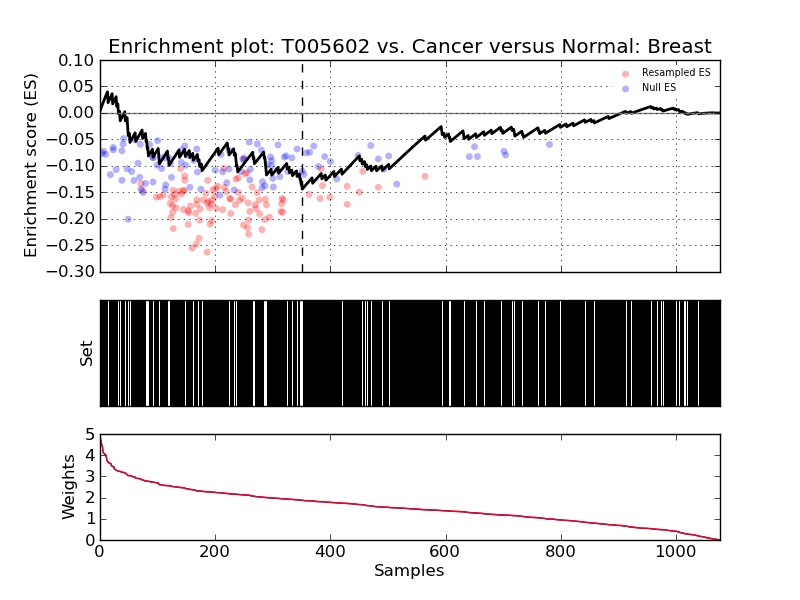 Enrichment plot: T005602 vs. Cancer versus Normal: Breast
Enrichment score (ES)
0.10
0.05
0.00
−0.05
−0.10
−0.15
−0.20
−0.25
−0.30
Resampled ES
Null ES
Set
Weights
5
4
3
2
1
0
0 200 400 600 800 1000
Samples